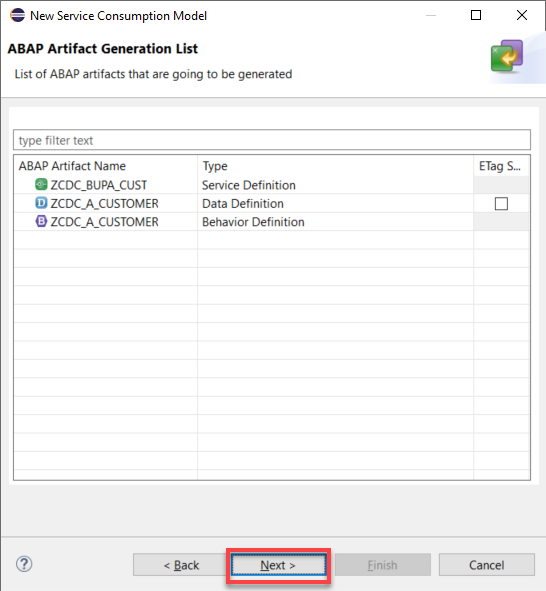 New Service Consumption Model
ABAP Artifact Generation List
List of ABAP artifacts that are going to be generated
type filter text
ABAP Artifact Name Type ETag S...
ZCDC_BUPA_CUST Service Definition
D ZCDC_A_CUSTOMER Data Definition
B ZCDC_A_CUSTOMER Behavior Definition
? < Back Next > Finish Cancel